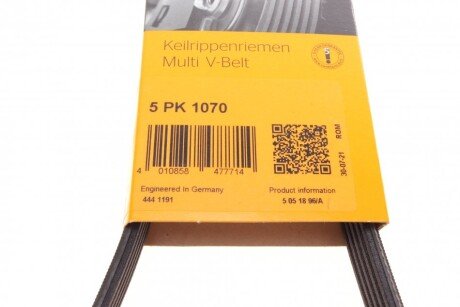 Keilrippenriemen
Multi V-Belt
5 PK 1070
4 010858 477714
Engineered In Germany
444 1191
Product information
5 05 18 96/A
30-07-21 ROM